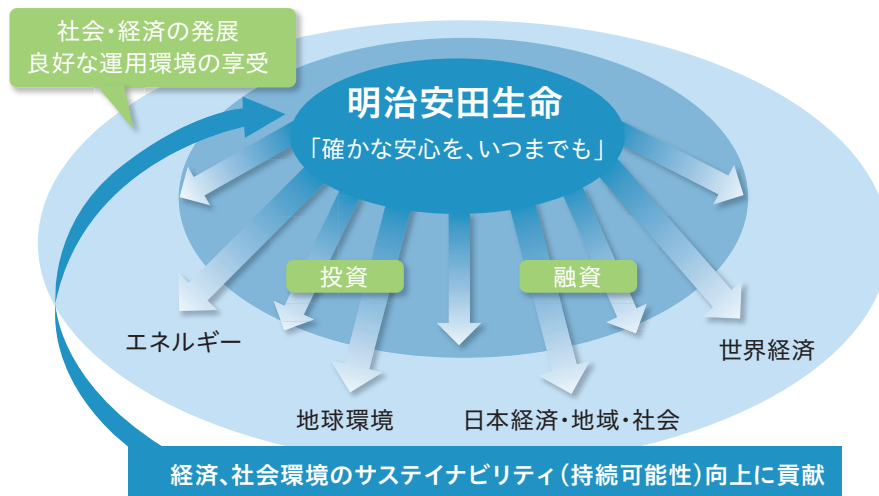 社会・経済の発展
良好な運用環境の享受
明治安田生命
「確かな安心を、いつまでも」
投資
融資
エネルギー
世界経済
地球環境
日本経済・地域・社会
経済、社会環境のサステイナビリティ（持続可能性）向上に貢献